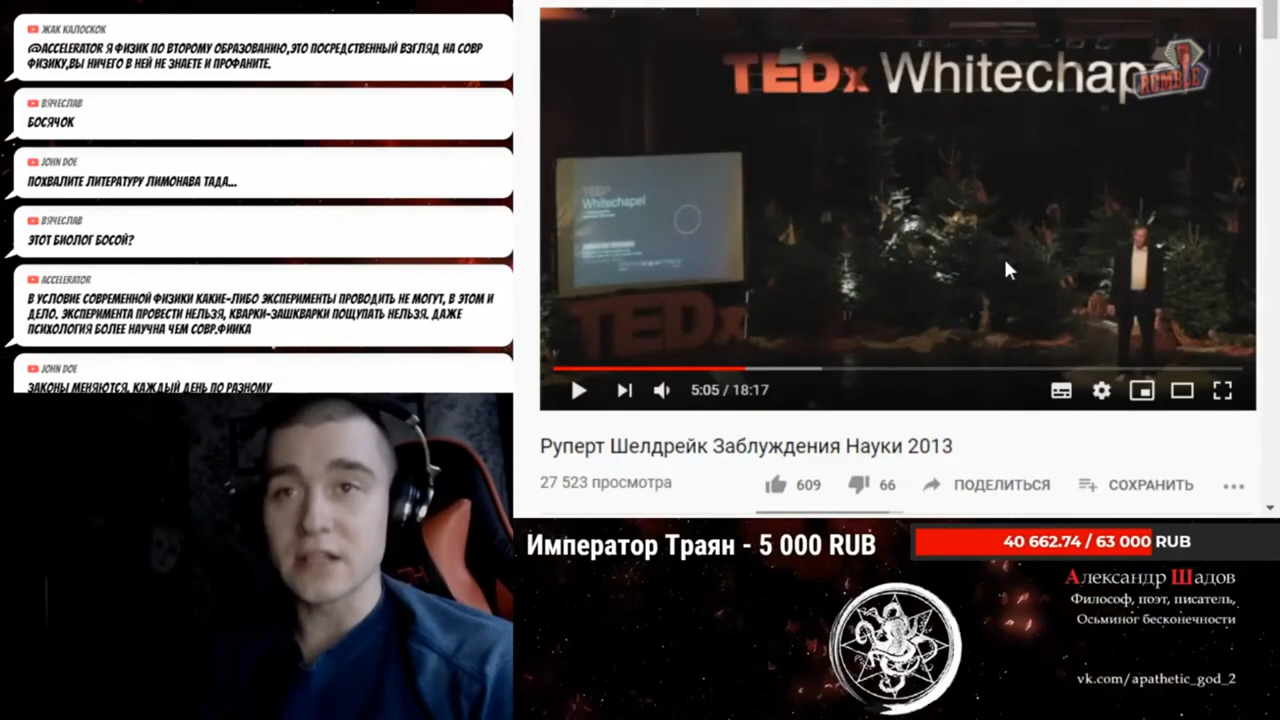 ЖАК КАЛОСКОК
@ACCELERATOR Я ФИЗИК ПО ВТОРОМУ ОБРАЗОВАНИЮ,ЭТО ПОСРЕДСТВЕННЫЙ ВЗГЛЯД НА СОВР
ФИЗИКУ,ВЫ НИЧЕГО В НЕЙ НЕ ЗНАЕТЕ И ПРОФАНИТЕ.
ВЯЧЕСЛАВ
БОСЯЧОК
JOHN DOE
ПОХВАЛИТЕ ЛИТЕРАТУРУ ЛИМОНАВА ТАДА...
ВЯЧЕСЛАВ
ЭТОТ БИОЛОГ БОСОЙ?
ACCELERATOR
В УСЛОВИЕ СОВРЕМЕННОЙ ФИЗИКИ КАКИЕ-ЛИБО ЭКСПЕРИМЕНТЫ ПРОВОДИТЬ НЕ МОГУТ, В ЭТОМ И
ДЕЛО. ЭКСПЕРИМЕНТА ПРОВЕСТИ НЕЛЬЗЯ, КВАРКИ-ЗАШКВАРКИ ПОЩУПАТЬ НЕЛЬЗЯ. ДАЖЕ
ПСИХОЛОГИЯ БОЛЕЕ НАУЧНА ЧЕМ СОВР.ФИИКА
JOHN DOE
ЗАКОНЫ МЕНЯЮТСЯ. КАЖДЫЙ ДЕНЬ ПО РАЗНОМУ
TEDx Whitechapel
RUMBLE
TEDx
Whitechapel
TEDx
5:05 / 18:17
Руперт Шелдрейк Заблуждения Науки 2013
27 523 просмотра
609
66
ПОДЕЛИТЬСЯ
СОХРАНИТЬ
Император Траян - 5 000 RUB
40 662.74 / 63 000 RUB
Александр Шадов
Философ, поэт, писатель,
Осьминог бесконечности
vk.com/apathetic_god_2